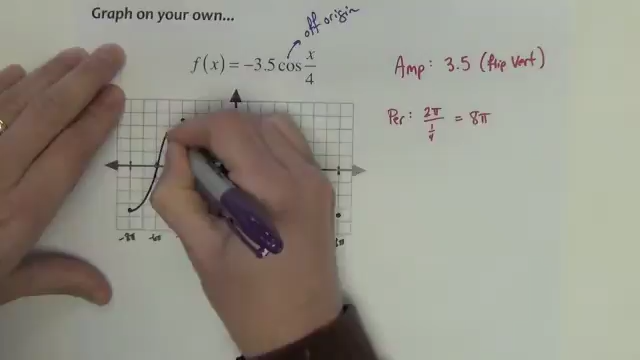 Graph on your own...
off origin
f(x) = −3.5 cos x/4
Amp: 3.5 (flip Vert)
Per: 2π / 1/4 = 8π
-8π -6π 8π